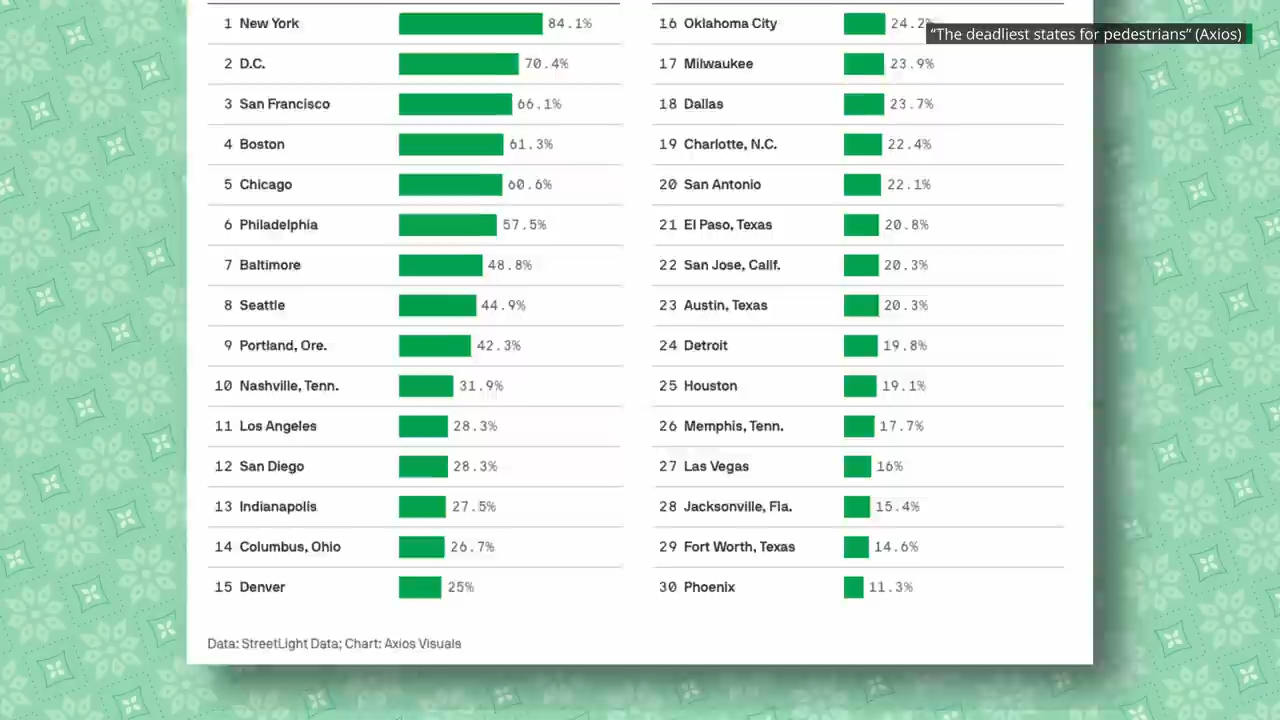 “The deadliest states for pedestrians” (Axios)
1 New York 84.1%
2 D.C. 70.4%
3 San Francisco 66.1%
4 Boston 61.3%
5 Chicago 60.6%
6 Philadelphia 57.5%
7 Baltimore 48.8%
8 Seattle 44.9%
9 Portland, Ore. 42.3%
10 Nashville, Tenn. 31.9%
11 Los Angeles 28.3%
12 San Diego 28.3%
13 Indianapolis 27.5%
14 Columbus, Ohio 26.7%
15 Denver 25%
16 Oklahoma City 24.2%
17 Milwaukee 23.9%
18 Dallas 23.7%
19 Charlotte, N.C. 22.4%
20 San Antonio 22.1%
21 El Paso, Texas 20.8%
22 San Jose, Calif. 20.3%
23 Austin, Texas 20.3%
24 Detroit 19.8%
25 Houston 19.1%
26 Memphis, Tenn. 17.7%
27 Las Vegas 16%
28 Jacksonville, Fla. 15.4%
29 Fort Worth, Texas 14.6%
30 Phoenix 11.3%
Data: StreetLight Data; Chart: Axios Visuals